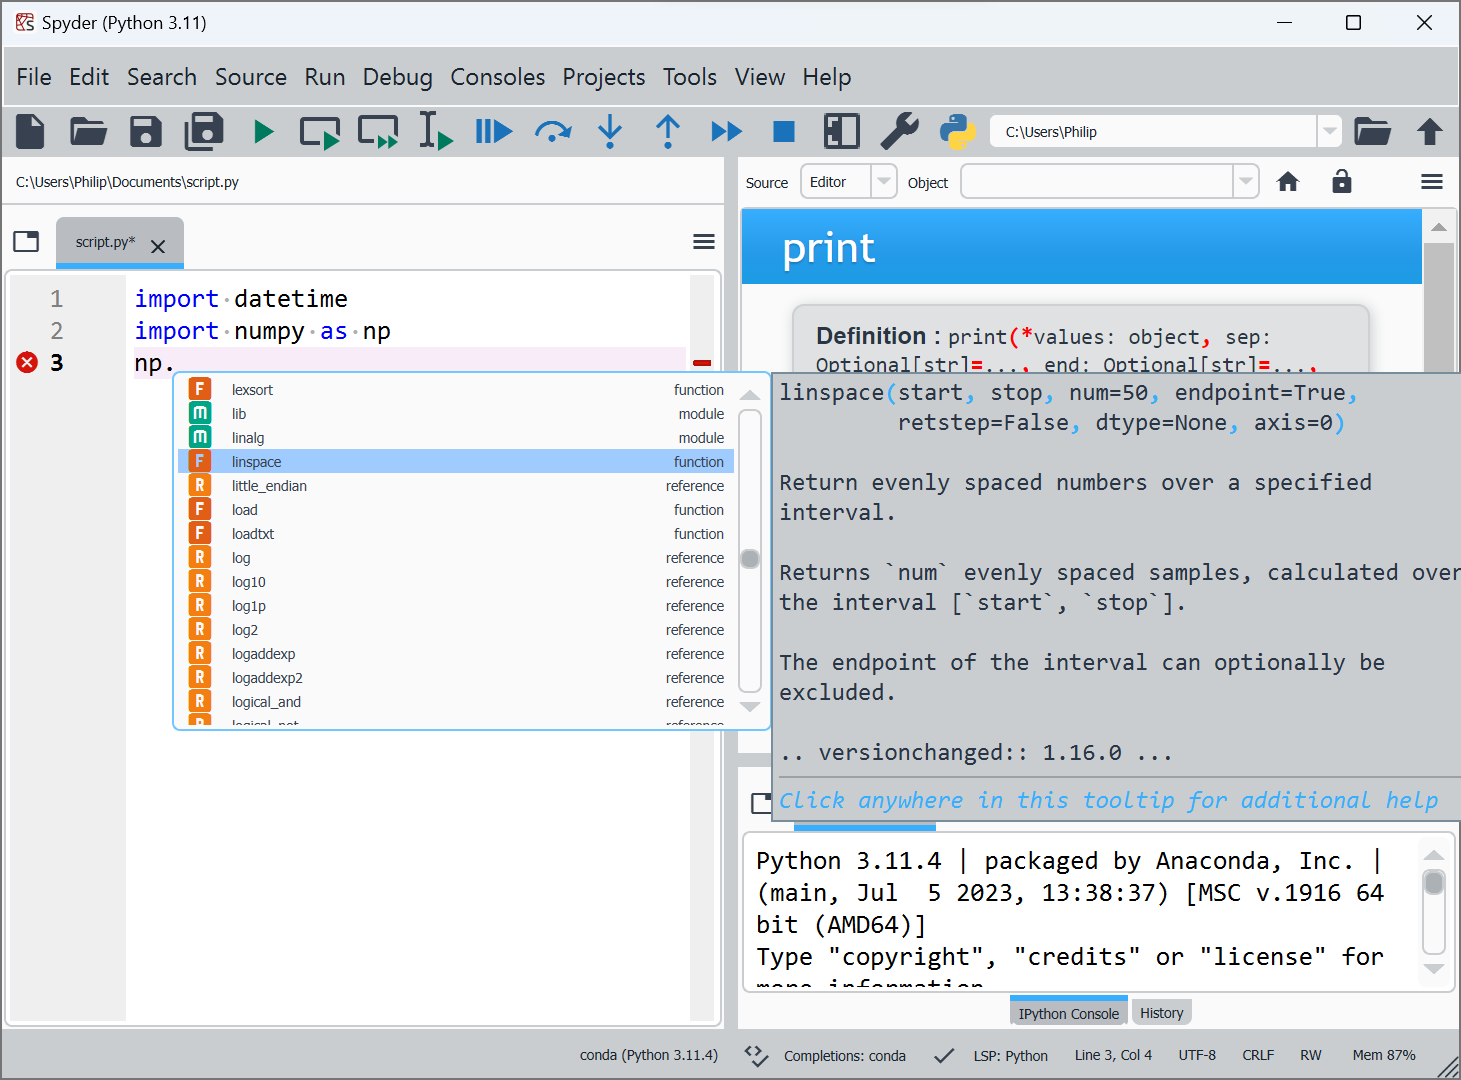 Spyder (Python 3.11)
File Edit Search Source Run Debug Consoles Projects Tools View Help
C:\Users\Philip
C:\Users\Philip\Documents\script.py
script.py*
1 import datetime
2 import numpy as np
3 np.
F lexsort function
m lib module
m linalg module
F linspace function
R little_endian reference
F load function
F loadtxt function
R log reference
R log10 reference
R log1p reference
R log2 reference
R logaddexp reference
R logaddexp2 reference
R logical_and reference
R logical_not reference
Source Editor Object
print
Definition : print(*values: object, sep:
Optional[str]=..., end: Optional[str]=...,
linspace(start, stop, num=50, endpoint=True,
retstep=False, dtype=None, axis=0)
Return evenly spaced numbers over a specified
interval.
Returns `num` evenly spaced samples, calculated over
the interval [`start`, `stop`].
The endpoint of the interval can optionally be
excluded.
.. versionchanged:: 1.16.0 ...
Click anywhere in this tooltip for additional help
Python 3.11.4 | packaged by Anaconda, Inc. |
(main, Jul  5 2023, 13:38:37) [MSC v.1916 64
bit (AMD64)]
Type "copyright", "credits" or "license" for
more information
IPython Console History
conda (Python 3.11.4) Completions: conda LSP: Python Line 3, Col 4 UTF-8 CRLF RW Mem 87%